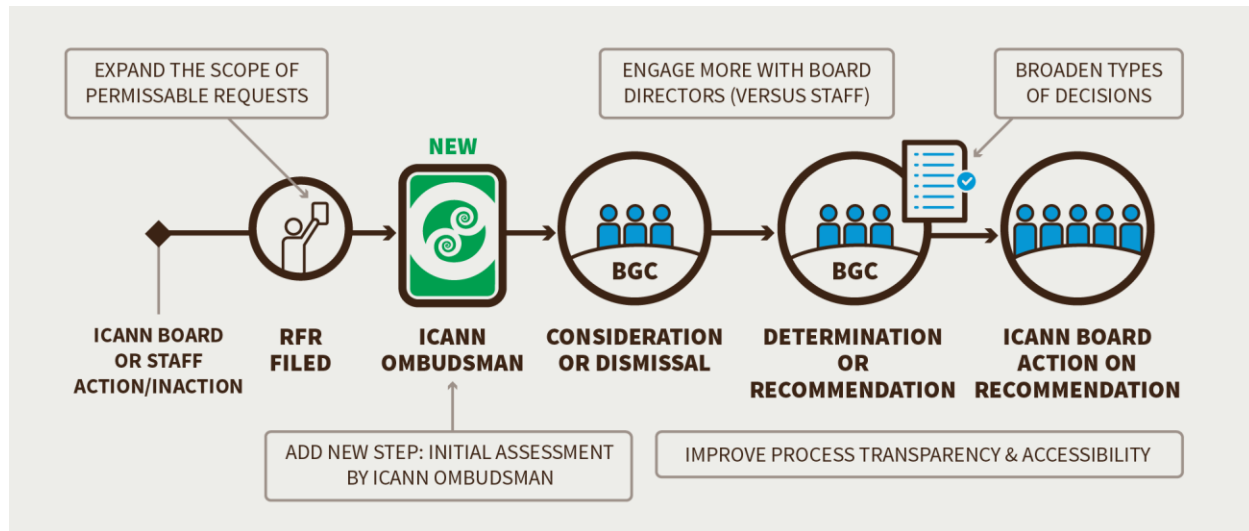 EXPAND THE SCOPE OF
PERMISSABLE REQUESTS
ENGAGE MORE WITH BOARD
DIRECTORS (VERSUS STAFF)
BROADEN TYPES
OF DECISIONS
NEW
BGC
BGC
ICANN BOARD
OR STAFF
ACTION/INACTION
RFR
FILED
ICANN
OMBUDSMAN
CONSIDERATION
OR DISMISSAL
DETERMINATION
OR
RECOMMENDATION
ICANN BOARD
ACTION ON
RECOMMENDATION
ADD NEW STEP: INITIAL ASSESSMENT
BY ICANN OMBUDSMAN
IMPROVE PROCESS TRANSPARENCY & ACCESSIBILITY